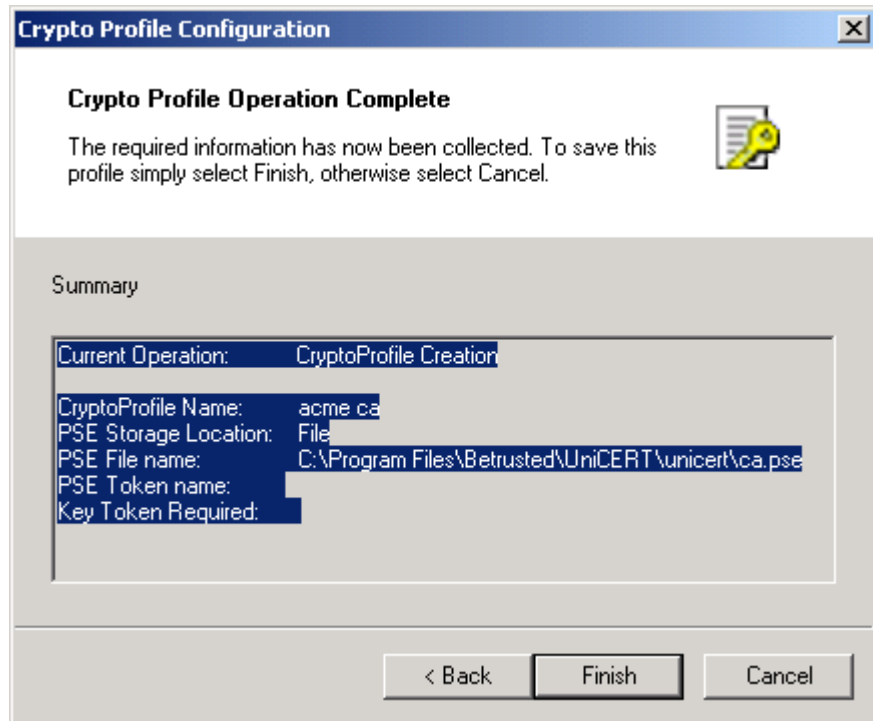 Crypto Profile Configuration
Crypto Profile Operation Complete
The required information has now been collected. To save this
profile simply select Finish, otherwise select Cancel.
Summary
Current Operation: CryptoProfile Creation
CryptoProfile Name: acme ca
PSE Storage Location: File
PSE File name: C:\Program Files\Betrusted\UniCERT\unicert\ca.pse
PSE Token name:
Key Token Required:
< Back Finish Cancel